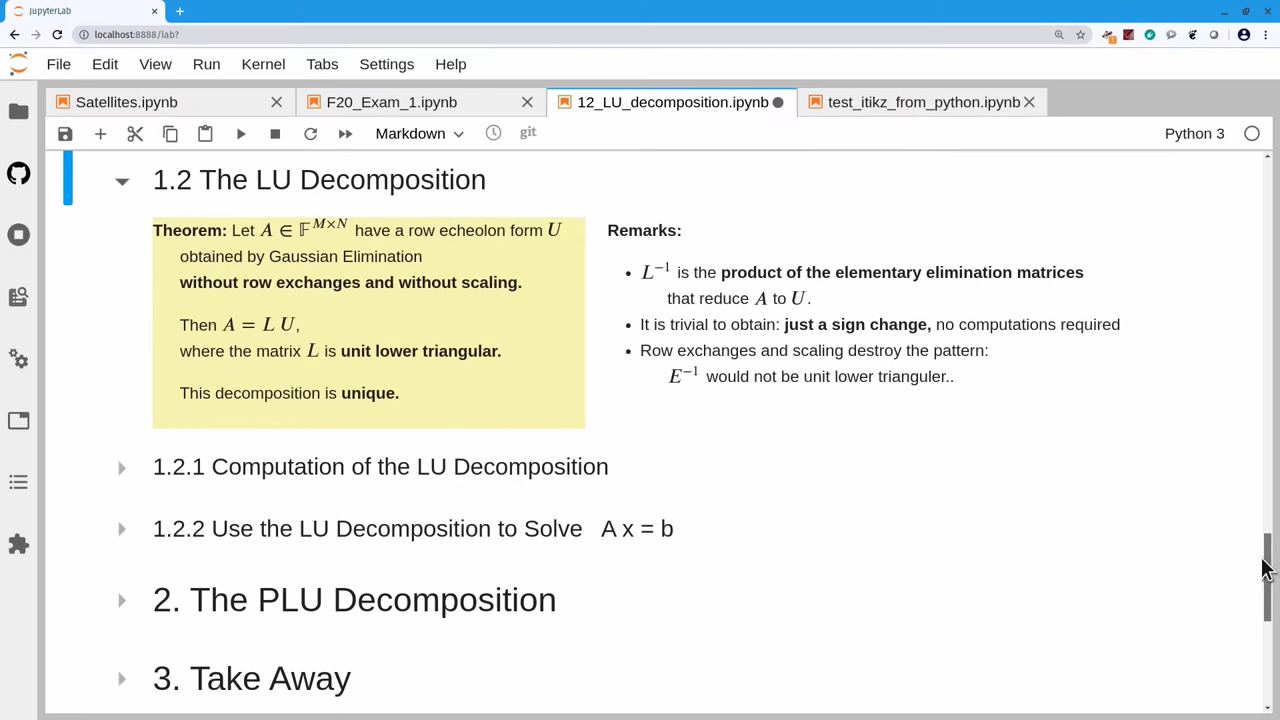 JupyterLab
localhost:8888/lab?
File Edit View Run Kernel Tabs Settings Help
Satellites.ipynb F20_Exam_1.ipynb 12_LU_decomposition.ipynb test_itikz_from_python.ipynb
Markdown git Python 3
1.2 The LU Decomposition
Theorem: Let A ∈ 𝔽^{M×N} have a row echeolon form U
obtained by Gaussian Elimination
without row exchanges and without scaling.
Then A = L U,
where the matrix L is unit lower triangular.
This decomposition is unique.
Remarks:
• L^{-1} is the product of the elementary elimination matrices
that reduce A to U.
• It is trivial to obtain: just a sign change, no computations required
• Row exchanges and scaling destroy the pattern:
E^{-1} would not be unit lower trianguler..
1.2.1 Computation of the LU Decomposition
1.2.2 Use the LU Decomposition to Solve A x = b
2. The PLU Decomposition
3. Take Away